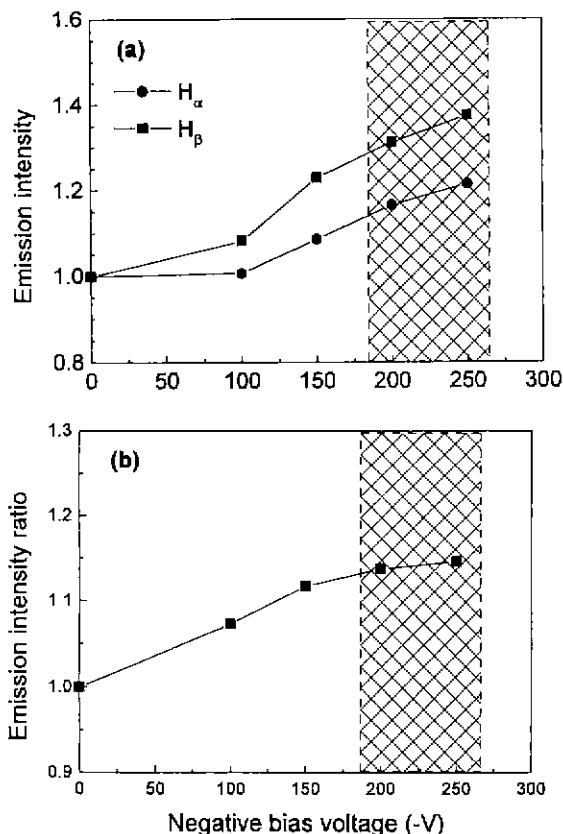 1.6
(a)
H_α
H_β
1.4
1.2
1.0
0.8
Emission intensity
0 50 100 150 200 250 300
1.3
(b)
1.2
1.1
1.0
0.9
Emission intensity ratio
0 50 100 150 200 250 300
Negative bias voltage (-V)